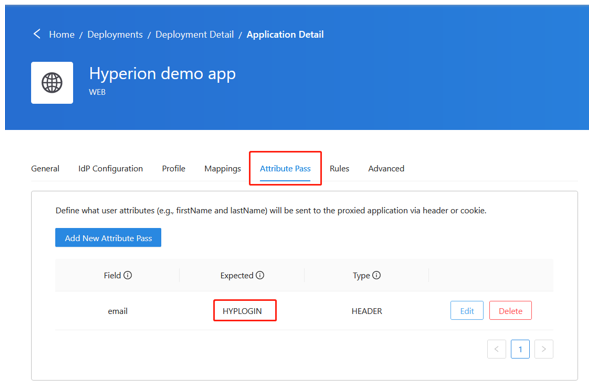 Home / Deployments / Deployment Detail / Application Detail
Hyperion demo app
WEB
General IdP Configuration Profile Mappings Attribute Pass Rules Advanced
Define what user attributes (e.g., firstName and lastName) will be sent to the proxied application via header or cookie.
Add New Attribute Pass
Field Expected Type
email HYPLOGIN HEADER Edit Delete
< 1 >